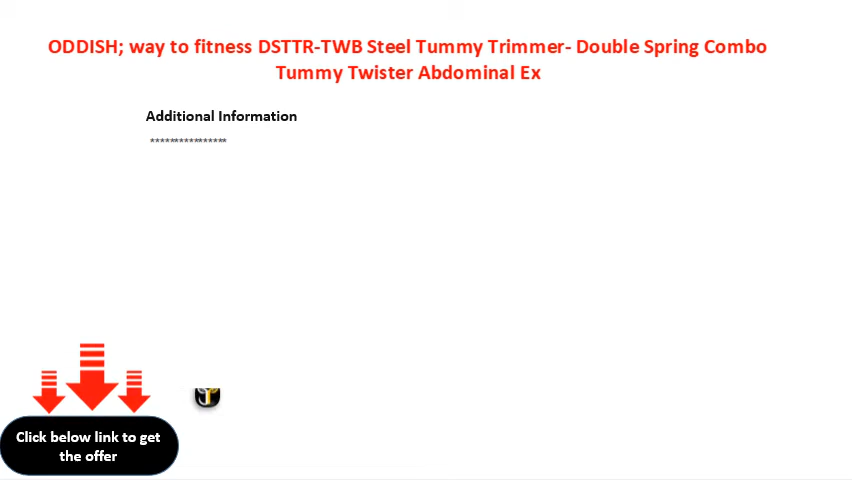 ODDISH; way to fitness DSTTR-TWB Steel Tummy Trimmer- Double Spring Combo
Tummy Twister Abdominal Ex
Additional Information
****************
Click below link to get
the offer